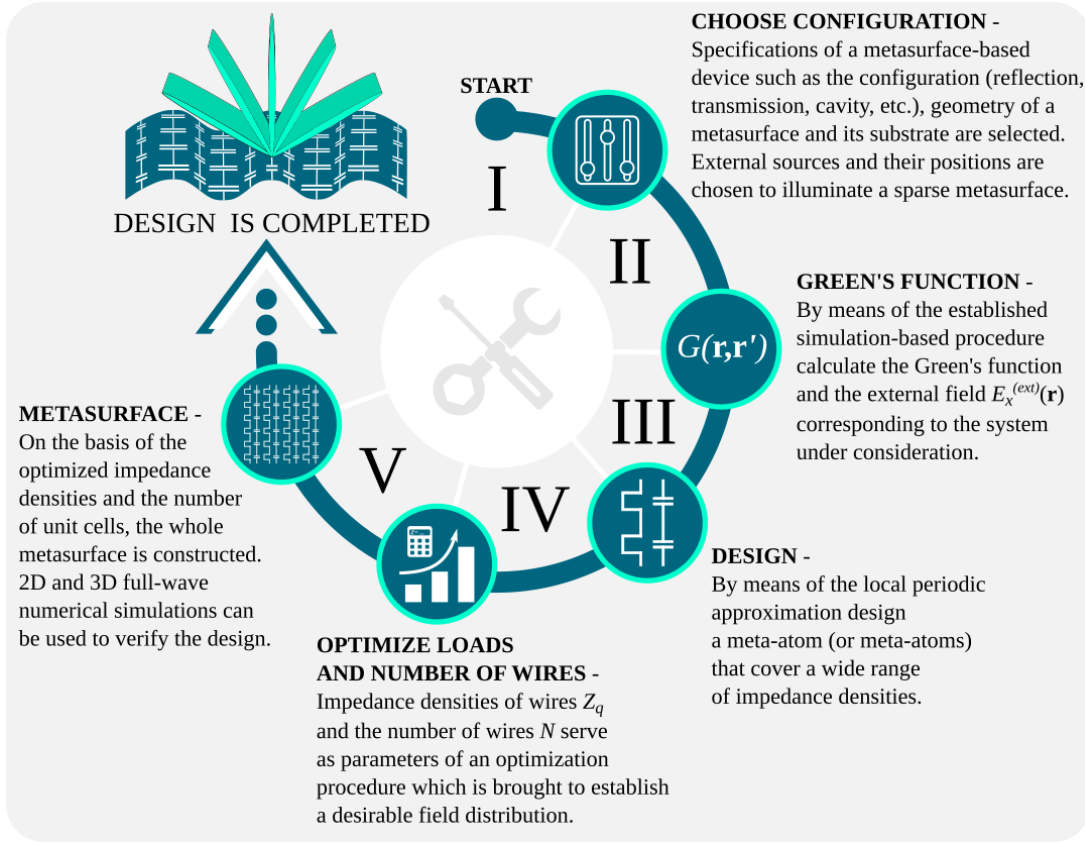 START
I
CHOOSE CONFIGURATION -
Specifications of a metasurface-based
device such as the configuration (reflection,
transmission, cavity, etc.), geometry of a
metasurface and its substrate are selected.
External sources and their positions are
chosen to illuminate a sparse metasurface.
II
G(r,r')
GREEN'S FUNCTION -
By means of the established
simulation-based procedure
calculate the Green's function
and the external field Eₓ⁽ᵉˣᵗ⁾(r)
corresponding to the system
under consideration.
III
DESIGN -
By means of the local periodic
approximation design
a meta-atom (or meta-atoms)
that cover a wide range
of impedance densities.
IV
OPTIMIZE LOADS
AND NUMBER OF WIRES -
Impedance densities of wires Z_q
and the number of wires N serve
as parameters of an optimization
procedure which is brought to establish
a desirable field distribution.
V
METASURFACE -
On the basis of the
optimized impedance
densities and the number
of unit cells, the whole
metasurface is constructed.
2D and 3D full-wave
numerical simulations can
be used to verify the design.
DESIGN IS COMPLETED